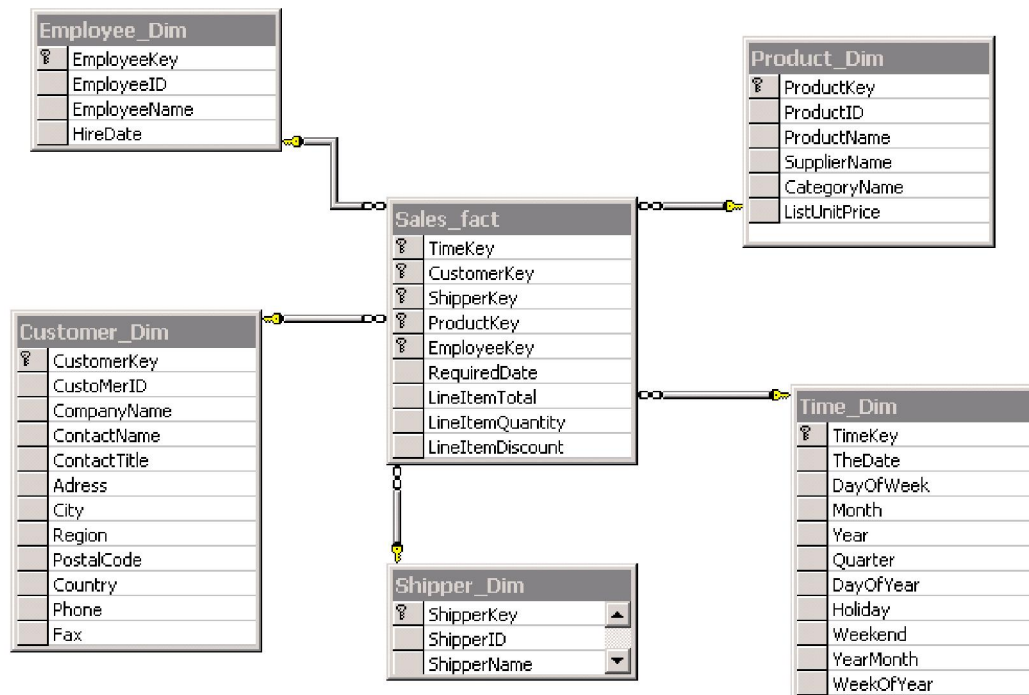 Employee_Dim
EmployeeKey
EmployeeID
EmployeeName
HireDate
Product_Dim
ProductKey
ProductID
ProductName
SupplierName
CategoryName
ListUnitPrice
Sales_fact
TimeKey
CustomerKey
ShipperKey
ProductKey
EmployeeKey
RequiredDate
LineItemTotal
LineItemQuantity
LineItemDiscount
Customer_Dim
CustomerKey
CustoMerID
CompanyName
ContactName
ContactTitle
Adress
City
Region
PostalCode
Country
Phone
Fax
Shipper_Dim
ShipperKey
ShipperID
ShipperName
Time_Dim
TimeKey
TheDate
DayOfWeek
Month
Year
Quarter
DayOfYear
Holiday
Weekend
YearMonth
WeekOfYear